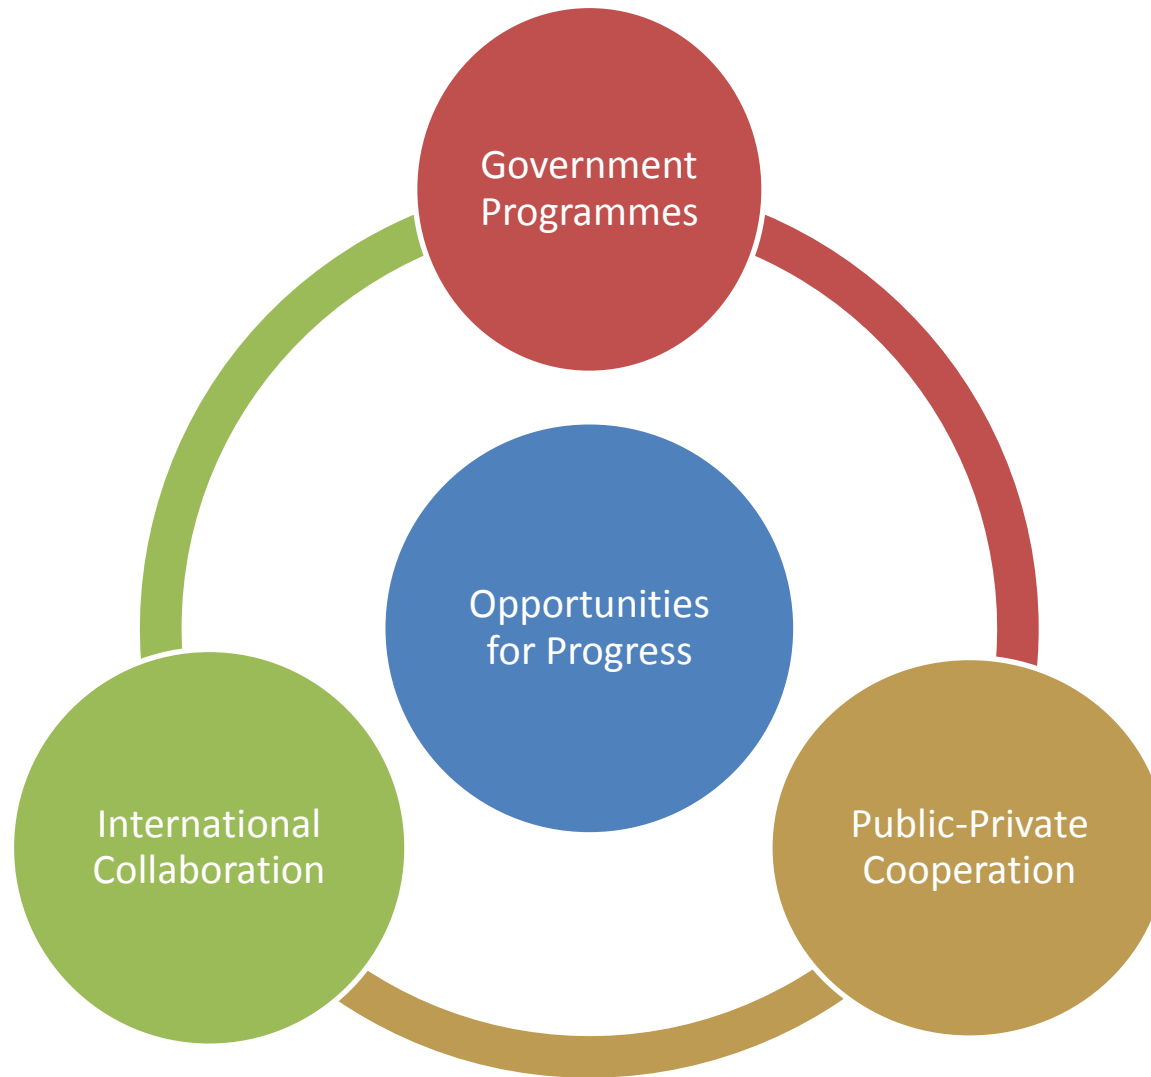 Government
Programmes
Opportunities
for Progress
International
Collaboration
Public-Private
Cooperation